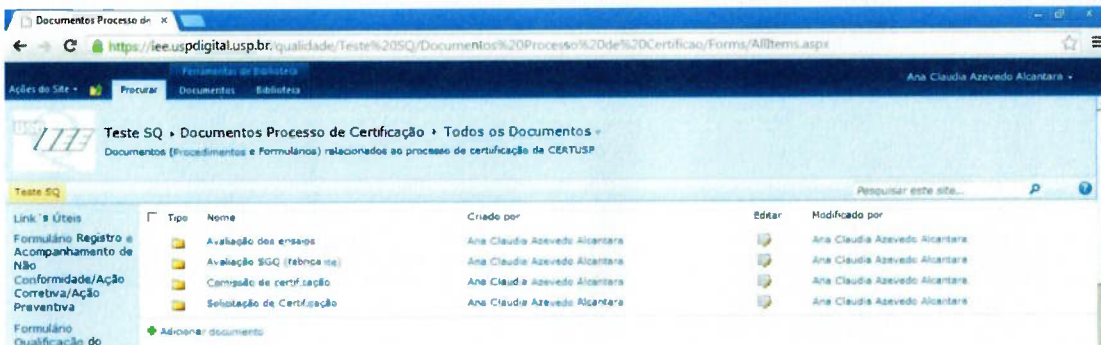 Documentos Processo de
https://iee.uspdigital.usp.br/qualidade/Teste%20SQ/Documentos%20Processo%20de%20Certificao/Forms/AllItems.aspx
Ferramentas de Biblioteca
Ações do Site Procurar Documentos Biblioteca Ana Claudia Azevedo Alcantara
Teste SQ Documentos Processo de Certificação Todos os Documentos
Documentos (Procedimentos e Formulários) relacionados ao processo de certificação da CERTUSP
Teste SQ Pesquisar este site...
Link´s Úteis Tipo Nome Criado por Editar Modificado por
Formulário Registro e Acompanhamento de Não Conformidade/Ação Corretiva/Ação Preventiva
Avaliação dos ensaios Ana Claudia Azevedo Alcantara Ana Claudia Azevedo Alcantara
Avaliação SGQ (fabricante) Ana Claudia Azevedo Alcantara Ana Claudia Azevedo Alcantara
Comissão de certificação Ana Claudia Azevedo Alcantara Ana Claudia Azevedo Alcantara
Solicitação de Certificação Ana Claudia Azevedo Alcantara Ana Claudia Azevedo Alcantara
Formulário Qualificação do
Adicionar documento